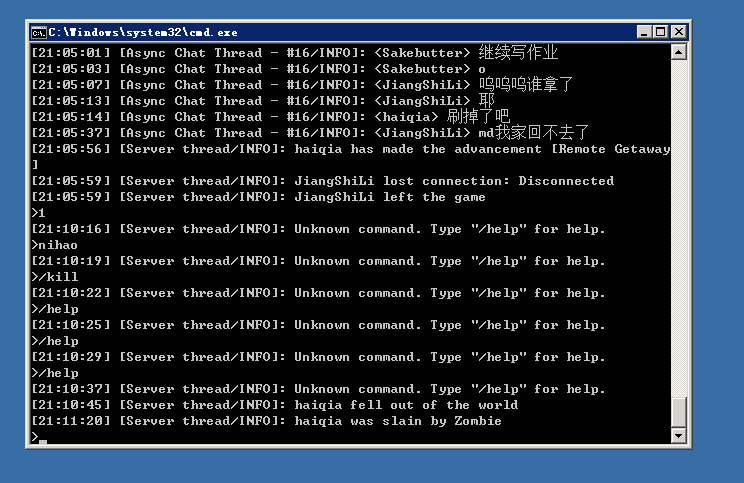 C:\Windows\system32\cmd.exe
[21:05:01] [Async Chat Thread - #16/INFO]: <Sakebutter> 继续写作业
[21:05:03] [Async Chat Thread - #16/INFO]: <Sakebutter> o
[21:05:07] [Async Chat Thread - #16/INFO]: <JiangShiLi> 呜呜呜谁拿了
[21:05:13] [Async Chat Thread - #16/INFO]: <JiangShiLi> 耶
[21:05:14] [Async Chat Thread - #16/INFO]: <haiqia> 刷掉了吧
[21:05:37] [Async Chat Thread - #16/INFO]: <JiangShiLi> md我家回不去了
[21:05:56] [Server thread/INFO]: haiqia has made the advancement [Remote Getaway
]
[21:05:59] [Server thread/INFO]: JiangShiLi lost connection: Disconnected
[21:05:59] [Server thread/INFO]: JiangShiLi left the game
>1
[21:10:16] [Server thread/INFO]: Unknown command. Type "/help" for help.
>nihao
[21:10:19] [Server thread/INFO]: Unknown command. Type "/help" for help.
>/kill
[21:10:22] [Server thread/INFO]: Unknown command. Type "/help" for help.
>/help
[21:10:25] [Server thread/INFO]: Unknown command. Type "/help" for help.
>/help
[21:10:29] [Server thread/INFO]: Unknown command. Type "/help" for help.
>/help
[21:10:37] [Server thread/INFO]: Unknown command. Type "/help" for help.
[21:10:45] [Server thread/INFO]: haiqia fell out of the world
[21:11:20] [Server thread/INFO]: haiqia was slain by Zombie
>